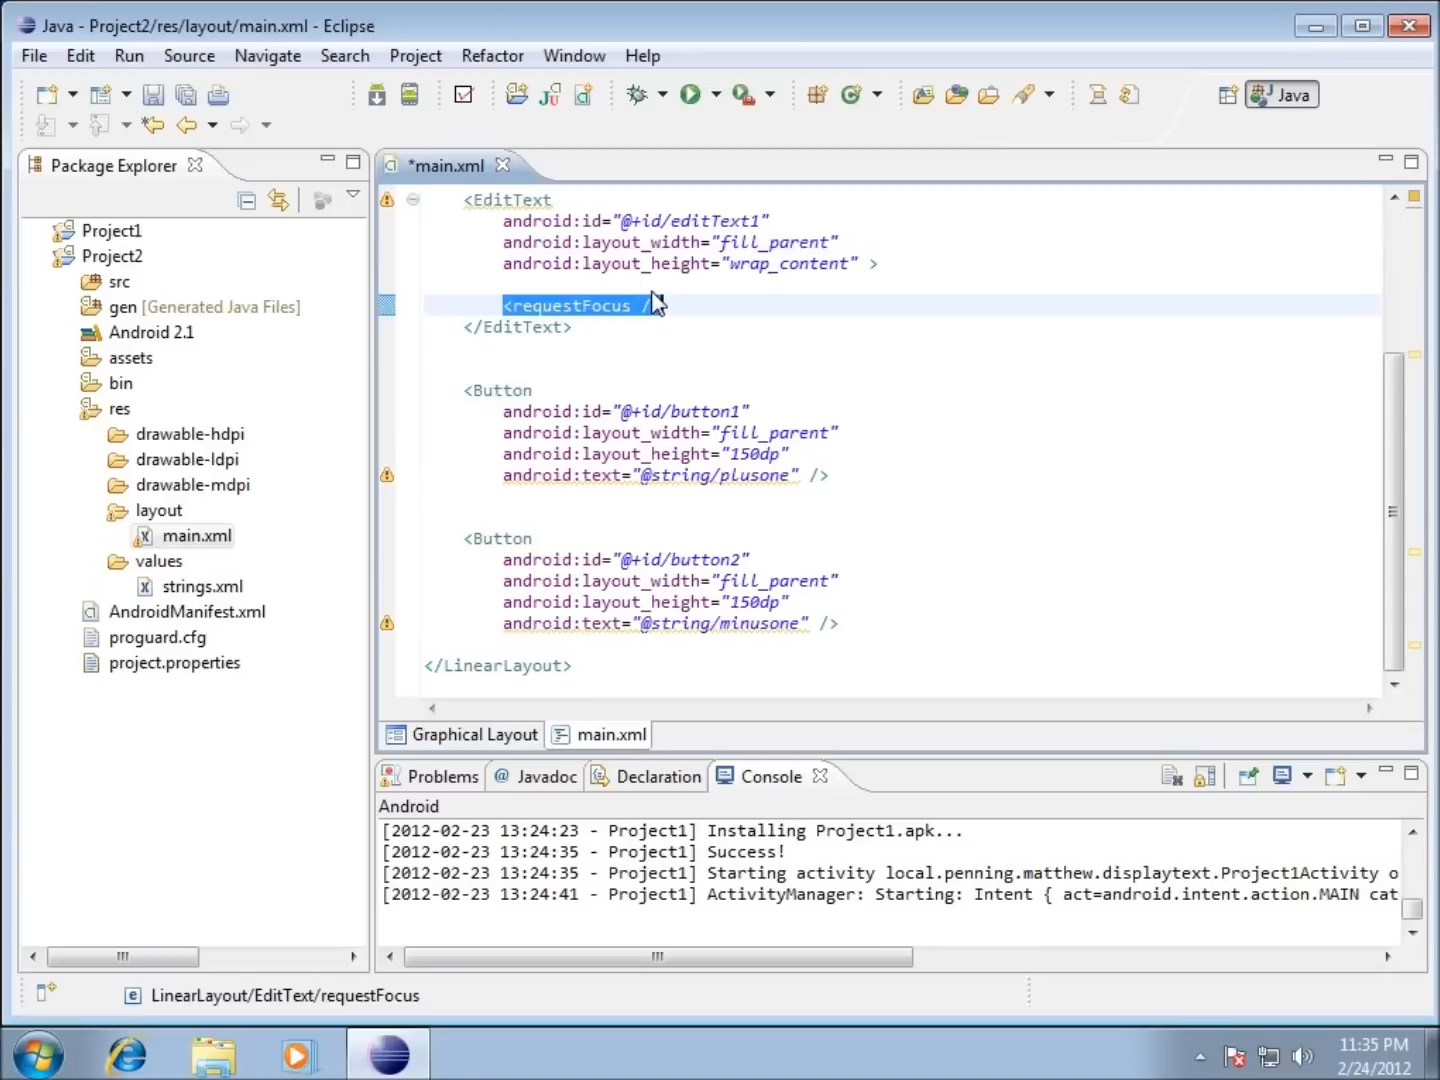 Java - Project2/res/layout/main.xml - Eclipse
File Edit Run Source Navigate Search Project Refactor Window Help
Java
Package Explorer
Project1
Project2
src
gen [Generated Java Files]
Android 2.1
assets
bin
res
drawable-hdpi
drawable-ldpi
drawable-mdpi
layout
main.xml
values
strings.xml
AndroidManifest.xml
proguard.cfg
project.properties
*main.xml
<EditText
android:id="@+id/editText1"
android:layout_width="fill_parent"
android:layout_height="wrap_content" >
<requestFocus /
</EditText>
<Button
android:id="@+id/button1"
android:layout_width="fill_parent"
android:layout_height="150dp"
android:text="@string/plusone" />
<Button
android:id="@+id/button2"
android:layout_width="fill_parent"
android:layout_height="150dp"
android:text="@string/minusone" />
</LinearLayout>
Graphical Layout main.xml
Problems @ Javadoc Declaration Console
Android
[2012-02-23 13:24:23 - Project1] Installing Project1.apk...
[2012-02-23 13:24:35 - Project1] Success!
[2012-02-23 13:24:35 - Project1] Starting activity local.penning.matthew.displaytext.Project1Activity o
[2012-02-23 13:24:41 - Project1] ActivityManager: Starting: Intent { act=android.intent.action.MAIN cat
LinearLayout/EditText/requestFocus
11:35 PM
2/24/2012